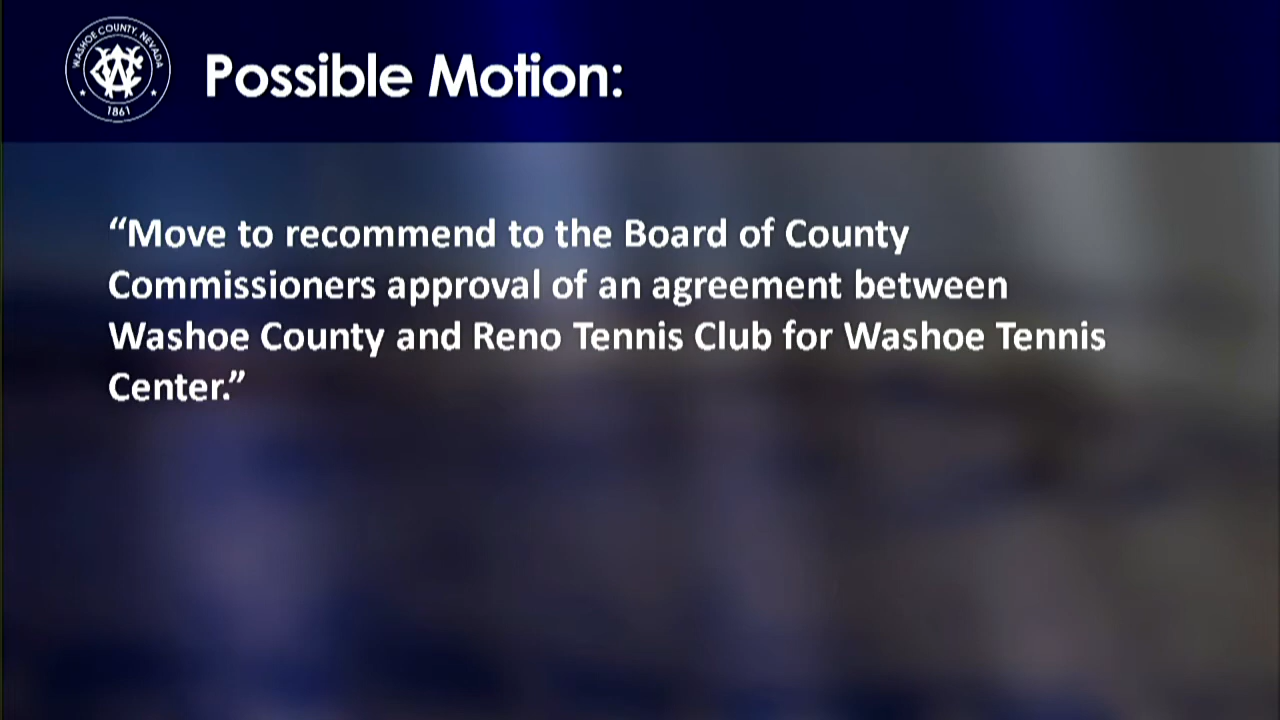 WASHOE COUNTY, NEVADA
1861
Possible Motion:
“Move to recommend to the Board of County
Commissioners approval of an agreement between
Washoe County and Reno Tennis Club for Washoe Tennis
Center.”